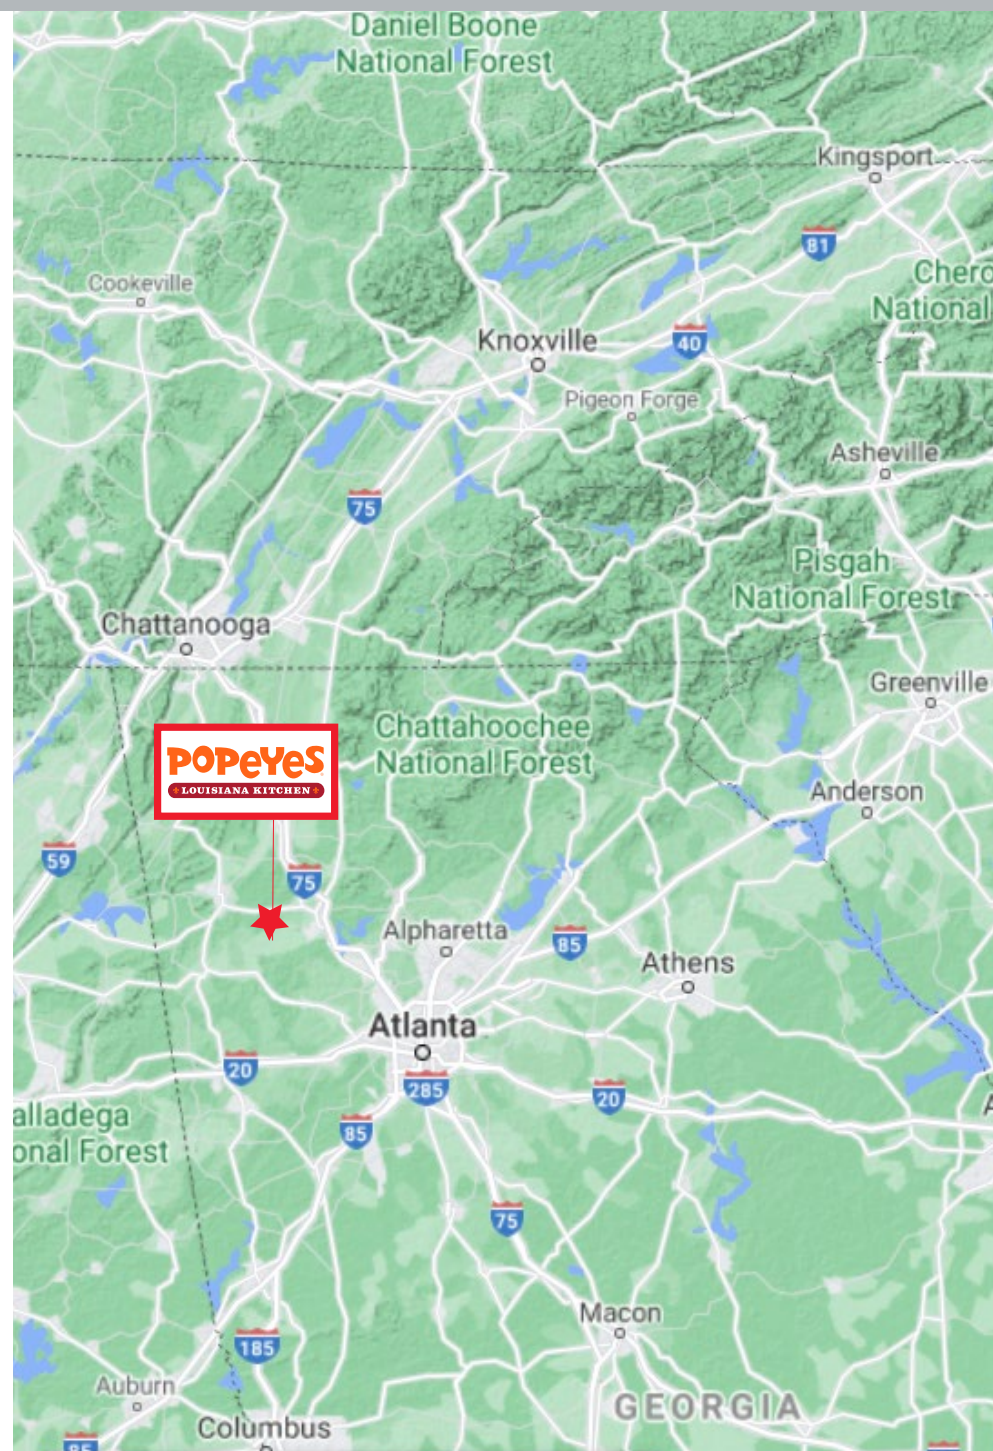 Daniel Boone
National Forest
Kingsport
81
Cookeville
Chero
National
Knoxville
40
Pigeon Forge
Asheville
75
Pisgah
National Forest
Chattanooga
Greenville
Chattahoochee
National Forest
POPEYES
LOUISIANA KITCHEN
Anderson
59
75
Alpharetta
85
Athens
Atlanta
20
285
20
alladega
onal Forest
85
75
Macon
185
Auburn
GEORGIA
Columbus
85